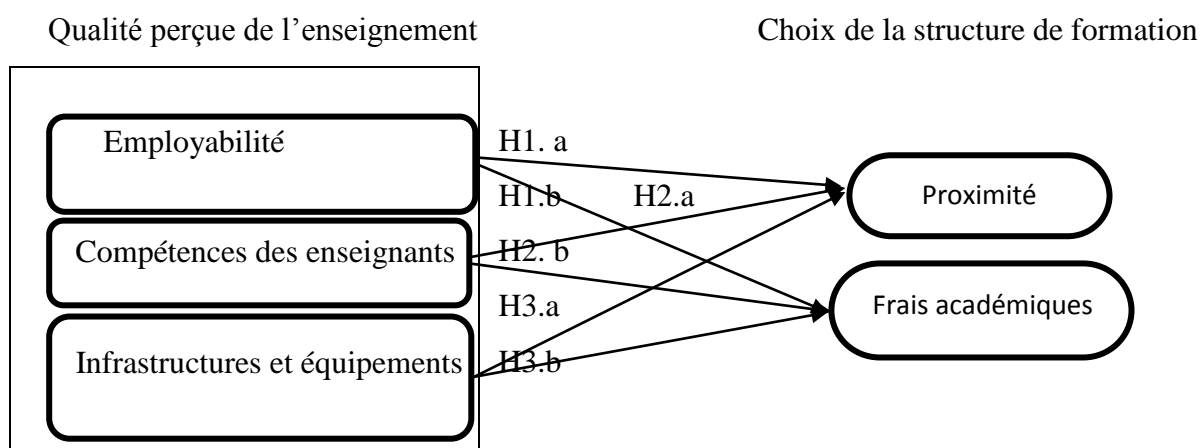 Qualité perçue de l’enseignement
Choix de la structure de formation
Employabilité
H1. a
H1.b
H2.a
Proximité
Compétences des enseignants
H2. b
H3.a
Frais académiques
Infrastructures et équipements
H3.b